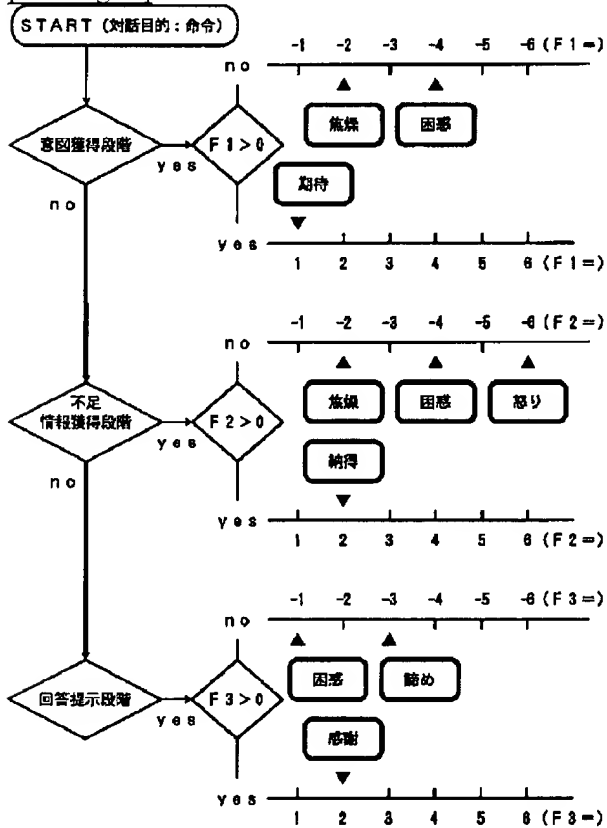 START (対話目的:命令)
-1 -2 -3 -4 -5 -6 (F1=)
no
焦燥 困惑
意図獲得段階
yes
F1>0
期待
no
yes
1 2 3 4 5 6 (F1=)
-1 -2 -3 -4 -5 -6 (F2=)
no
焦燥 困惑 怒り
不足
情報獲得段階
yes
F2>0
納得
no
yes
1 2 3 4 5 6 (F2=)
-1 -2 -3 -4 -5 -6 (F3=)
no
困惑 諦め
回答提示段階
yes
F3>0
感謝
yes
1 2 3 4 5 6 (F3=)